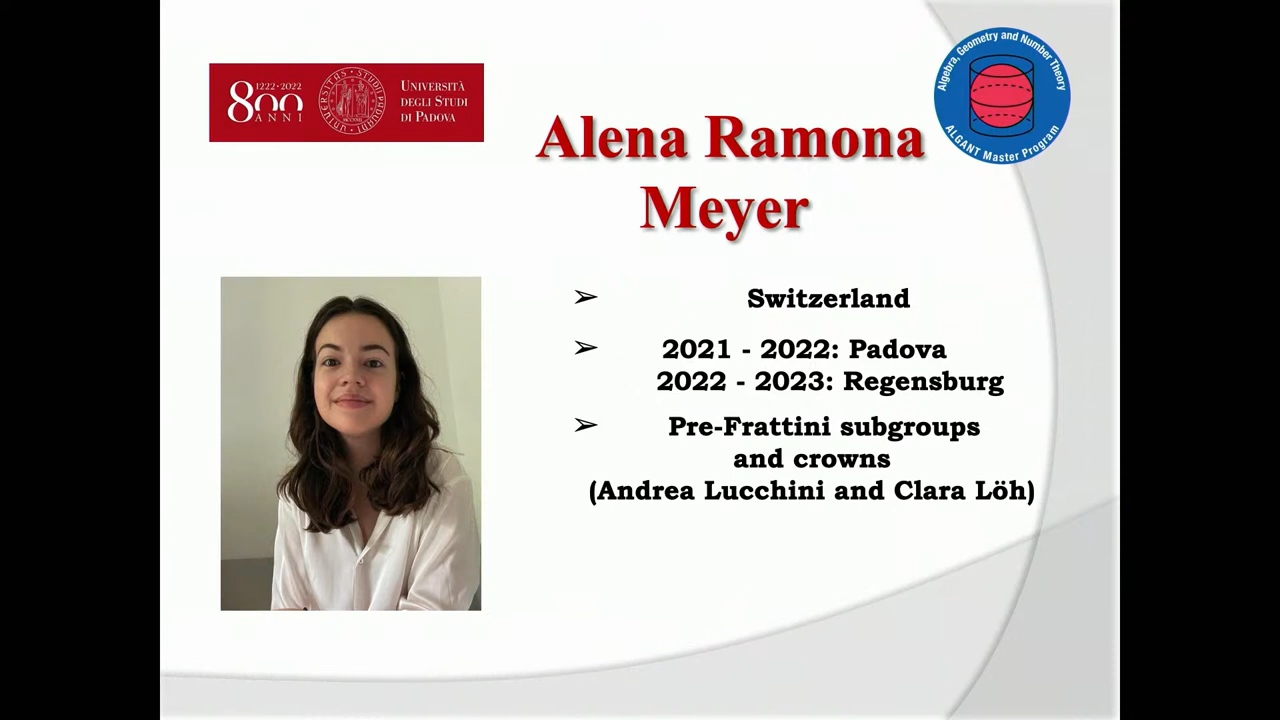 800
1222·2022
ANNI
UNIVERSITÀ
DEGLI STUDI
DI PADOVA
Algebra, Geometry and Number Theory
ALGANT Master Program
Alena Ramona
Meyer
➢ Switzerland
➢ 2021 - 2022: Padova
2022 - 2023: Regensburg
➢ Pre-Frattini subgroups
and crowns
(Andrea Lucchini and Clara Löh)